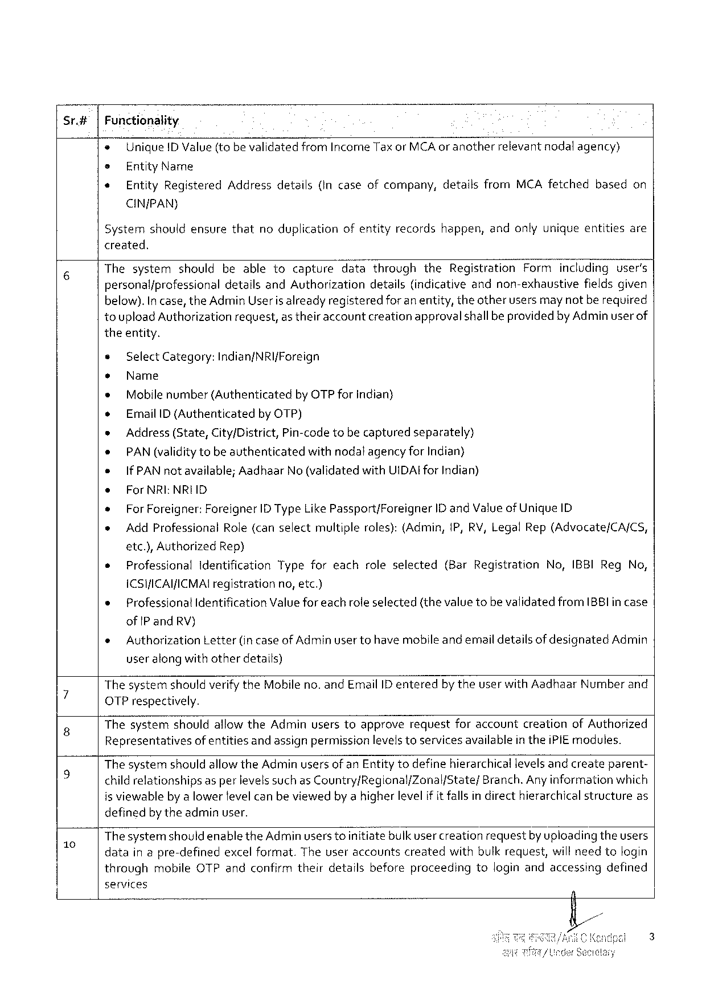 Sr.# Functionality
• Unique ID Value (to be validated from Income Tax or MCA or another relevant nodal agency)
• Entity Name
• Entity Registered Address details (In case of company, details from MCA fetched based on
CIN/PAN)
System should ensure that no duplication of entity records happen, and only unique entities are
created.
6 The system should be able to capture data through the Registration Form including user's
personal/professional details and Authorization details (indicative and non-exhaustive fields given
below). In case, the Admin User is already registered for an entity, the other users may not be required
to upload Authorization request, as their account creation approval shall be provided by Admin user of
the entity.
• Select Category: Indian/NRI/Foreign
• Name
• Mobile number (Authenticated by OTP for Indian)
• Email ID (Authenticated by OTP)
• Address (State, City/District, Pin-code to be captured separately)
• PAN (validity to be authenticated with nodal agency for Indian)
• If PAN not available; Aadhaar No (validated with UIDAI for Indian)
• For NRI: NRI ID
• For Foreigner: Foreigner ID Type Like Passport/Foreigner ID and Value of Unique ID
• Add Professional Role (can select multiple roles): (Admin, IP, RV, Legal Rep (Advocate/CA/CS,
etc.), Authorized Rep)
• Professional Identification Type for each role selected (Bar Registration No, IBBI Reg No,
ICSI/ICAI/ICMAI registration no, etc.)
• Professional Identification Value for each role selected (the value to be validated from IBBI in case
of IP and RV)
• Authorization Letter (in case of Admin user to have mobile and email details of designated Admin
user along with other details)
7 The system should verify the Mobile no. and Email ID entered by the user with Aadhaar Number and
OTP respectively.
8 The system should allow the Admin users to approve request for account creation of Authorized
Representatives of entities and assign permission levels to services available in the iPIE modules.
9 The system should allow the Admin users of an Entity to define hierarchical levels and create parent-
child relationships as per levels such as Country/Regional/Zonal/State/ Branch. Any information which
is viewable by a lower level can be viewed by a higher level if it falls in direct hierarchical structure as
defined by the admin user.
10 The system should enable the Admin users to initiate bulk user creation request by uploading the users
data in a pre-defined excel format. The user accounts created with bulk request, will need to login
through mobile OTP and confirm their details before proceeding to login and accessing defined
services
/Anil C Kandpal 3
/Under Secretary